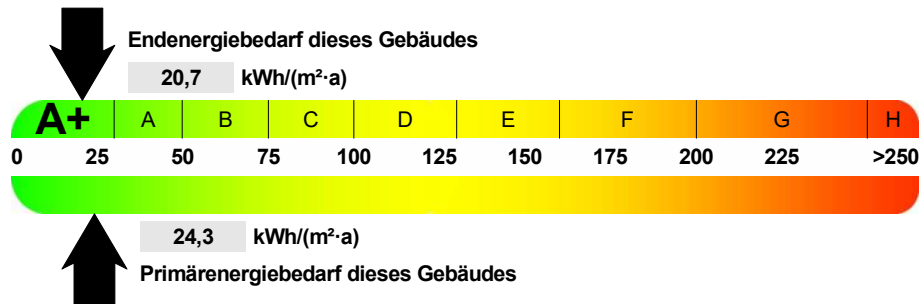 Endenergiebedarf dieses Gebäudes
20,7 kWh/(m²·a)
A+ A B C D E F G H
0 25 50 75 100 125 150 175 200 225 >250
24,3 kWh/(m²·a)
Primärenergiebedarf dieses Gebäudes